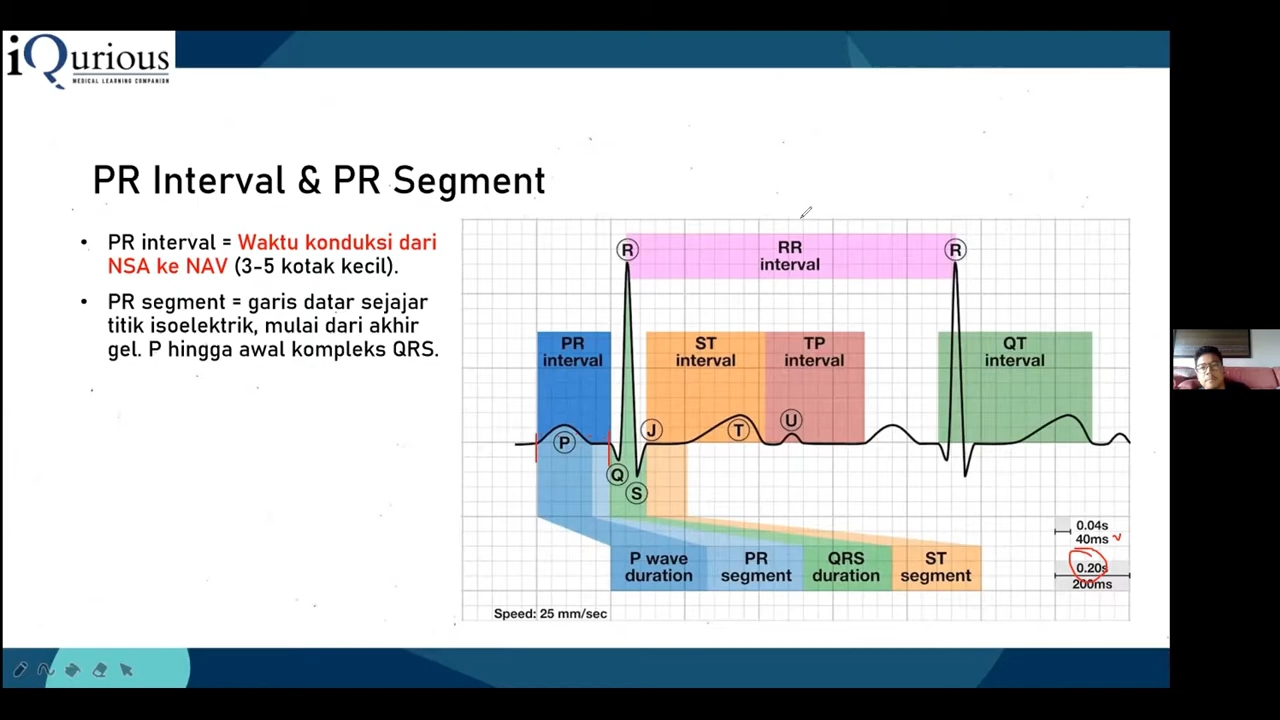 iQurious
MEDICAL LEARNING COMPANION
PR Interval & PR Segment
• PR interval = Waktu konduksi dari
NSA ke NAV (3-5 kotak kecil).
• PR segment = garis datar sejajar
titik isoelektrik, mulai dari akhir
gel. P hingga awal kompleks QRS.
R
RR
interval
R
PR
interval
ST
interval
TP
interval
QT
interval
P
Q
S
J
T
U
0.04s
40ms
0.20s
200ms
P wave
duration
PR
segment
QRS
duration
ST
segment
Speed: 25 mm/sec